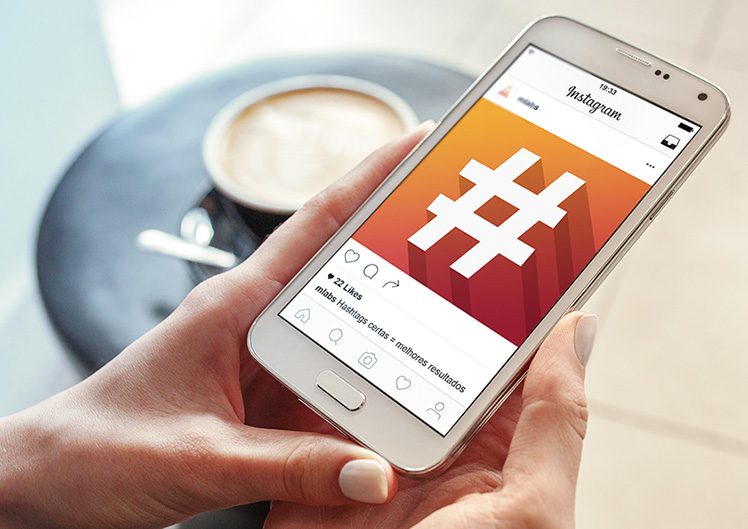 19:33
Instagram
mlabs
#
22 Likes
mlabs Hashtags certas = melhores resultados